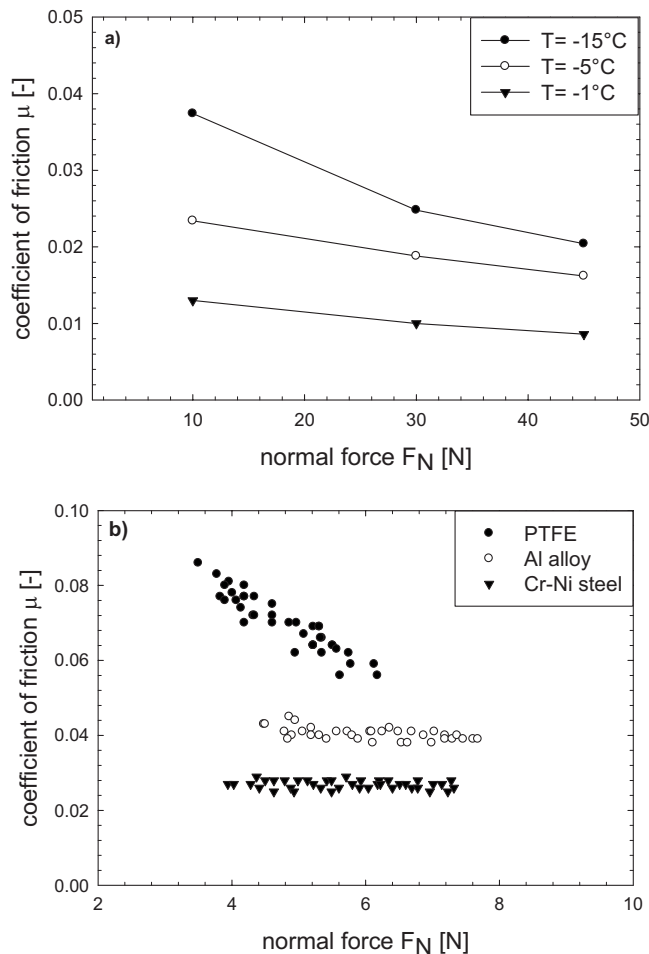 a)
T= -15°C
T= -5°C
T= -1°C
0.05
0.04
0.03
0.02
0.01
0.00
coefficient of friction μ [-]
10 20 30 40 50
normal force FN [N]
b)
PTFE
Al alloy
Cr-Ni steel
0.10
0.08
0.06
0.04
0.02
0.00
coefficient of friction μ [-]
2 4 6 8 10
normal force FN [N]